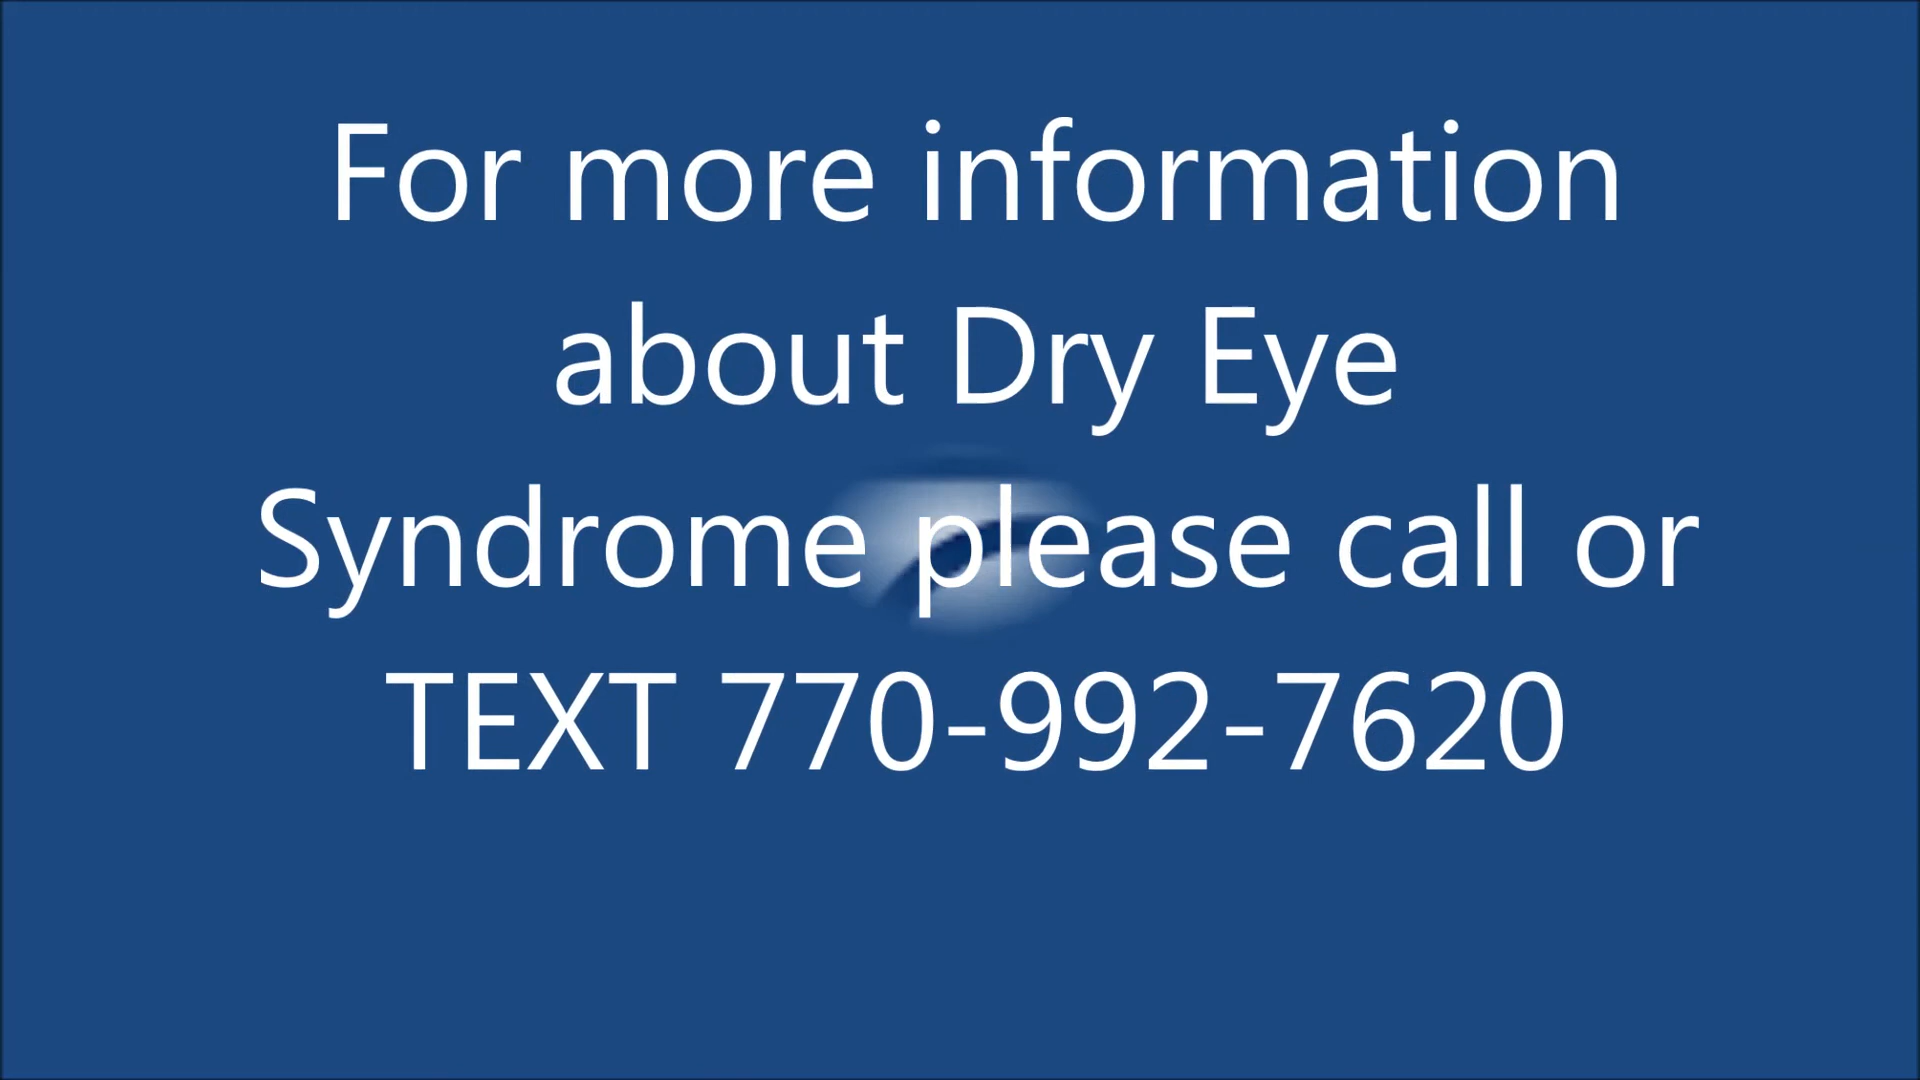 For more information
about Dry Eye
Syndrome please call or
TEXT 770-992-7620